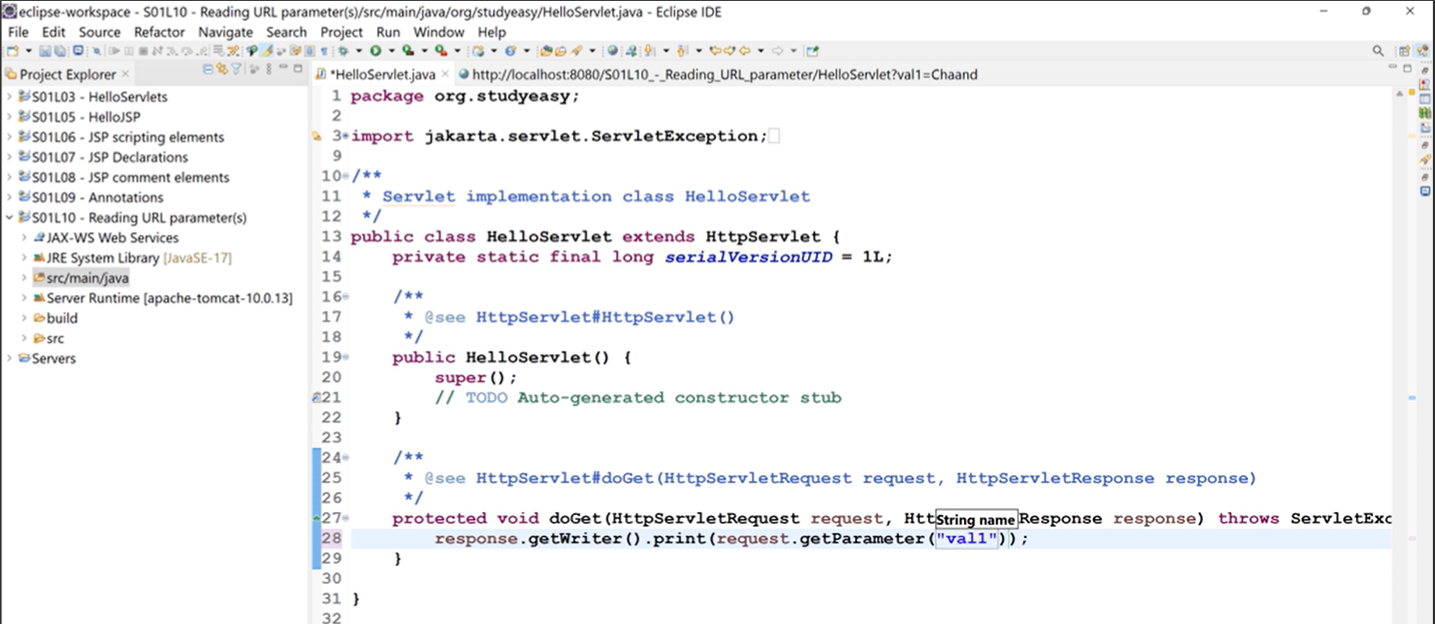 eclipse-workspace - S01L10 - Reading URL parameter(s)/src/main/java/org/studyeasy/HelloServlet.java - Eclipse IDE
File Edit Source Refactor Navigate Search Project Run Window Help
Project Explorer
S01L03 - HelloServlets
S01L05 - HelloJSP
S01L06 - JSP scripting elements
S01L07 - JSP Declarations
S01L08 - JSP comment elements
S01L09 - Annotations
S01L10 - Reading URL parameter(s)
JAX-WS Web Services
JRE System Library [JavaSE-17]
src/main/java
Server Runtime [apache-tomcat-10.0.13]
build
src
Servers
*HelloServlet.java http://localhost:8080/S01L10_-_Reading_URL_parameter/HelloServlet?val1=Chaand
1 package org.studyeasy;
2
3 import jakarta.servlet.ServletException;
9
10 /**
11 * Servlet implementation class HelloServlet
12 */
13 public class HelloServlet extends HttpServlet {
14 private static final long serialVersionUID = 1L;
15
16 /**
17 * @see HttpServlet#HttpServlet()
18 */
19 public HelloServlet() {
20 super();
21 // TODO Auto-generated constructor stub
22 }
23
24 /**
25 * @see HttpServlet#doGet(HttpServletRequest request, HttpServletResponse response)
26 */
27 protected void doGet(HttpServletRequest request, Htt String name Response response) throws ServletExc
28 response.getWriter().print(request.getParameter("val1"));
29 }
30
31 }
32